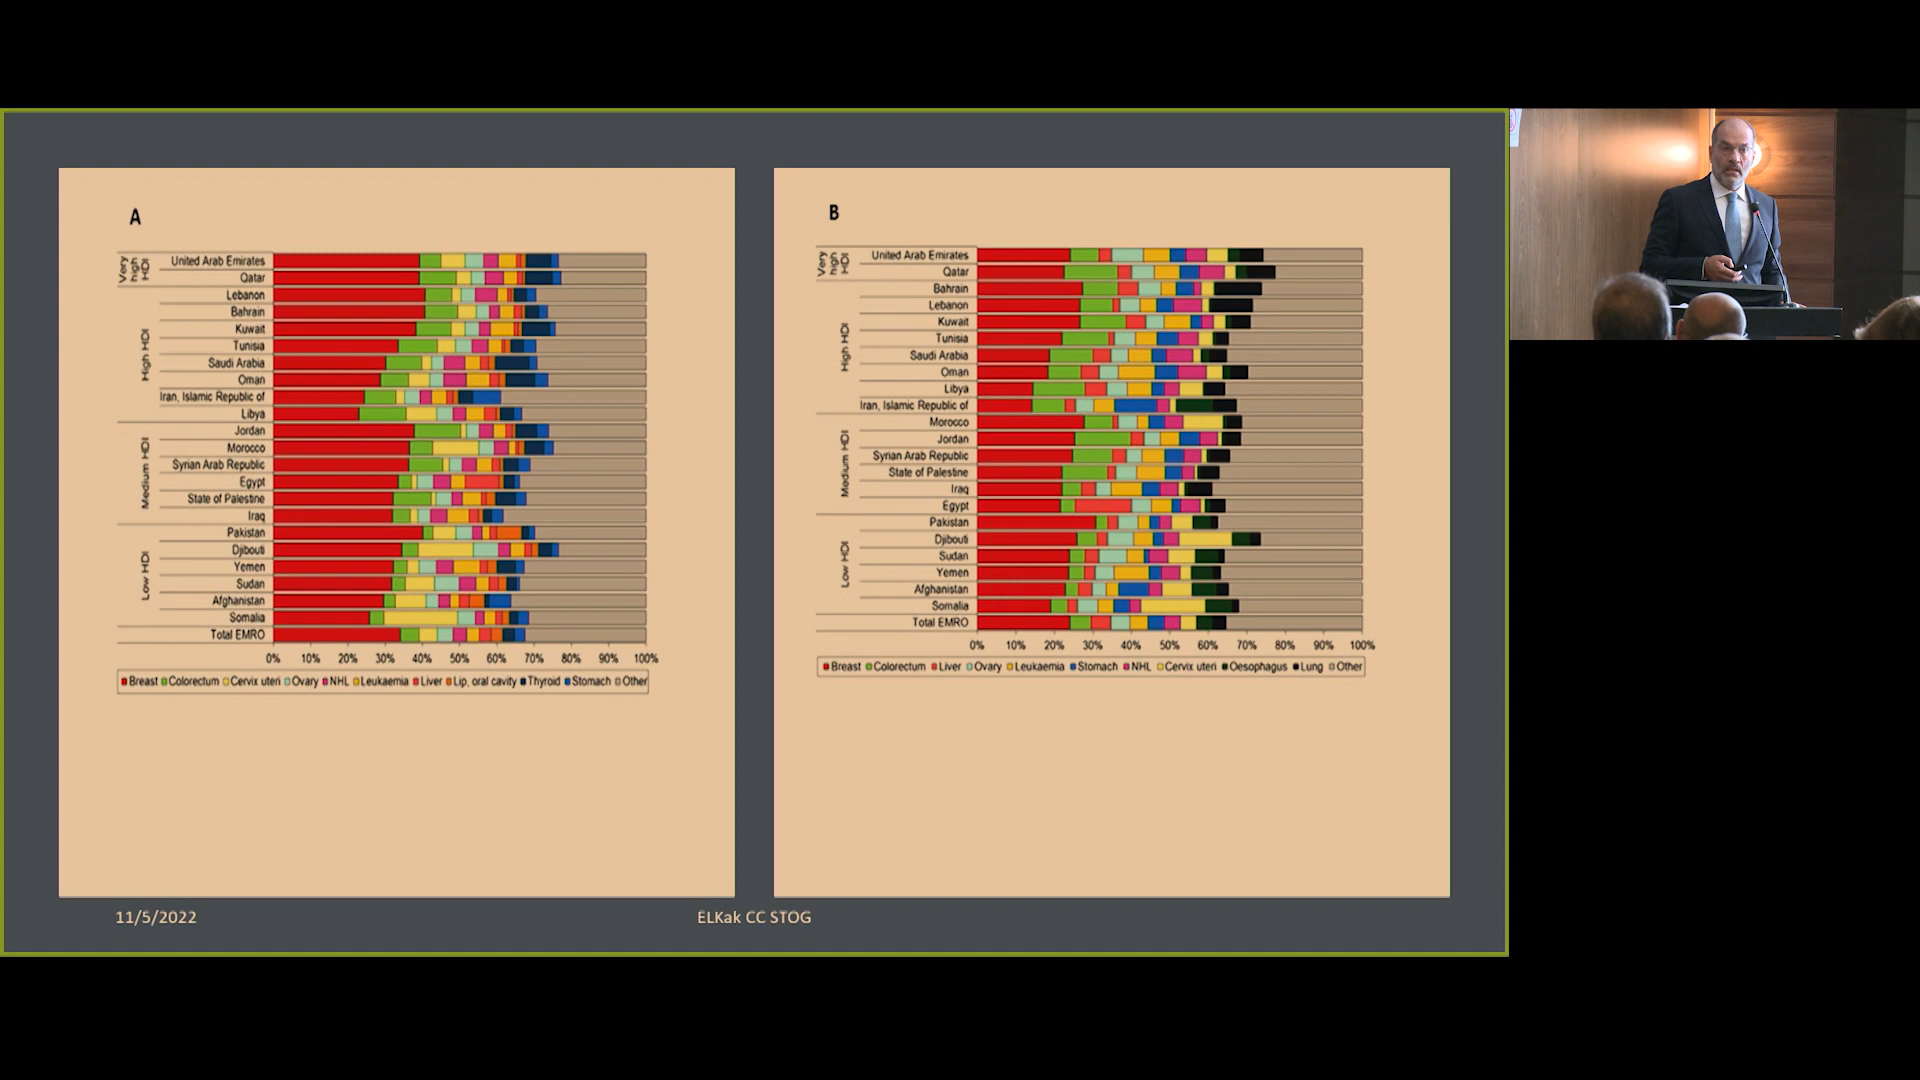 A
Very high HDI
United Arab Emirates
Qatar
High HDI
Lebanon
Bahrain
Kuwait
Tunisia
Saudi Arabia
Oman
Iran, Islamic Republic of
Libya
Medium HDI
Jordan
Morocco
Syrian Arab Republic
Egypt
State of Palestine
Iraq
Low HDI
Pakistan
Djibouti
Yemen
Sudan
Afghanistan
Somalia
Total EMRO
0% 10% 20% 30% 40% 50% 60% 70% 80% 90% 100%
Breast Colorectum Cervix uteri Ovary NHL Leukaemia Liver Lip, oral cavity Thyroid Stomach Other
B
Very high HDI
United Arab Emirates
Qatar
High HDI
Bahrain
Lebanon
Kuwait
Tunisia
Saudi Arabia
Oman
Libya
Iran, Islamic Republic of
Medium HDI
Morocco
Jordan
Syrian Arab Republic
State of Palestine
Iraq
Egypt
Low HDI
Pakistan
Djibouti
Sudan
Yemen
Afghanistan
Somalia
Total EMRO
0% 10% 20% 30% 40% 50% 60% 70% 80% 90% 100%
Breast Colorectum Liver Ovary Leukaemia Stomach NHL Cervix uteri Oesophagus Lung Other
11/5/2022
ELKak CC STOG